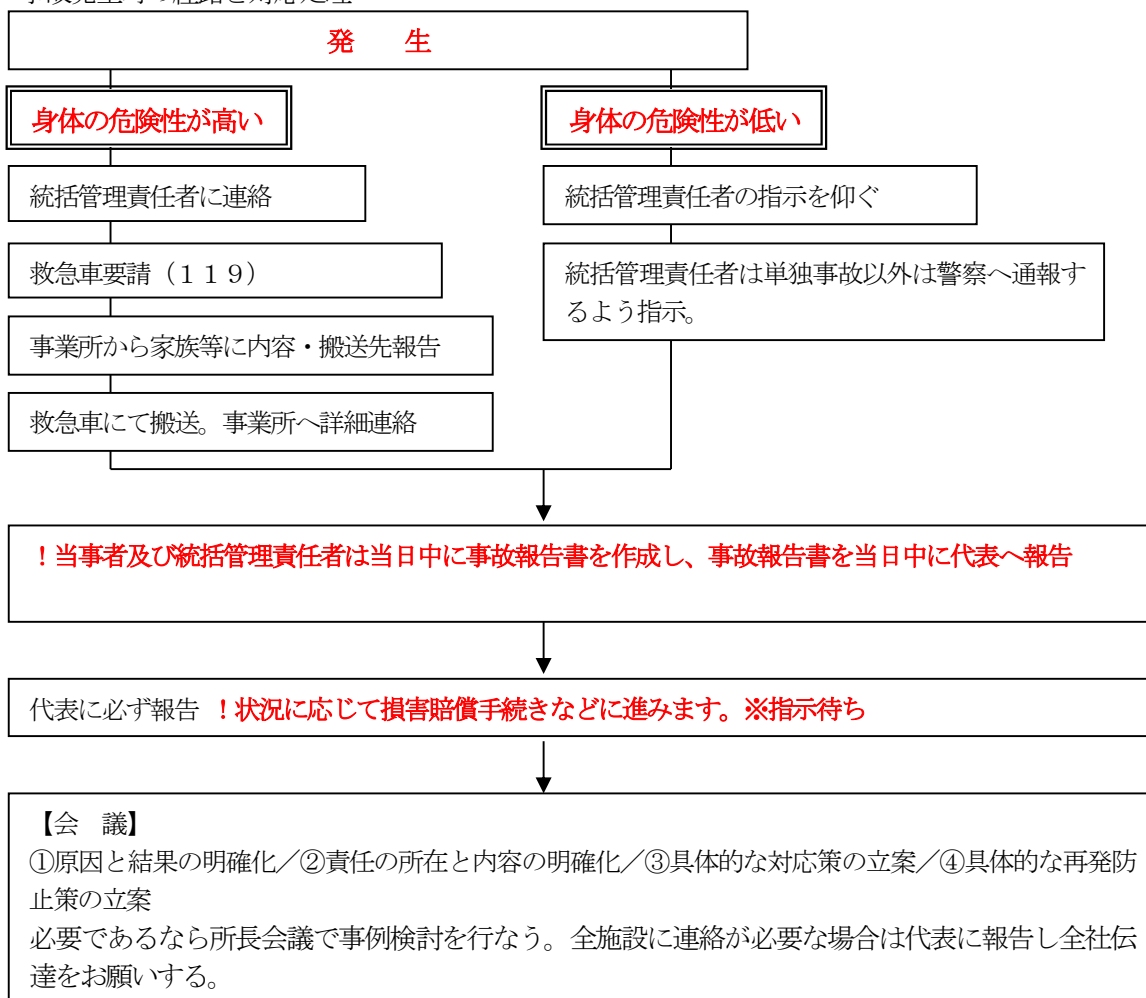 発　生
身体の危険性が高い
身体の危険性が低い
統括管理責任者に連絡
統括管理責任者の指示を仰ぐ
救急車要請（１１９）
統括管理責任者は単独事故以外は警察へ通報す
るよう指示。
事業所から家族等に内容・搬送先報告
救急車にて搬送。事業所へ詳細連絡
！当事者及び統括管理責任者は当日中に事故報告書を作成し、事故報告書を当日中に代表へ報告
代表に必ず報告 ！状況に応じて損害賠償手続きなどに進みます。※指示待ち
【会　議】
①原因と結果の明確化／②責任の所在と内容の明確化／③具体的な対応策の立案／④具体的な再発防
止策の立案
必要であるなら所長会議で事例検討を行なう。全施設に連絡が必要な場合は代表に報告し全社伝
達をお願いする。